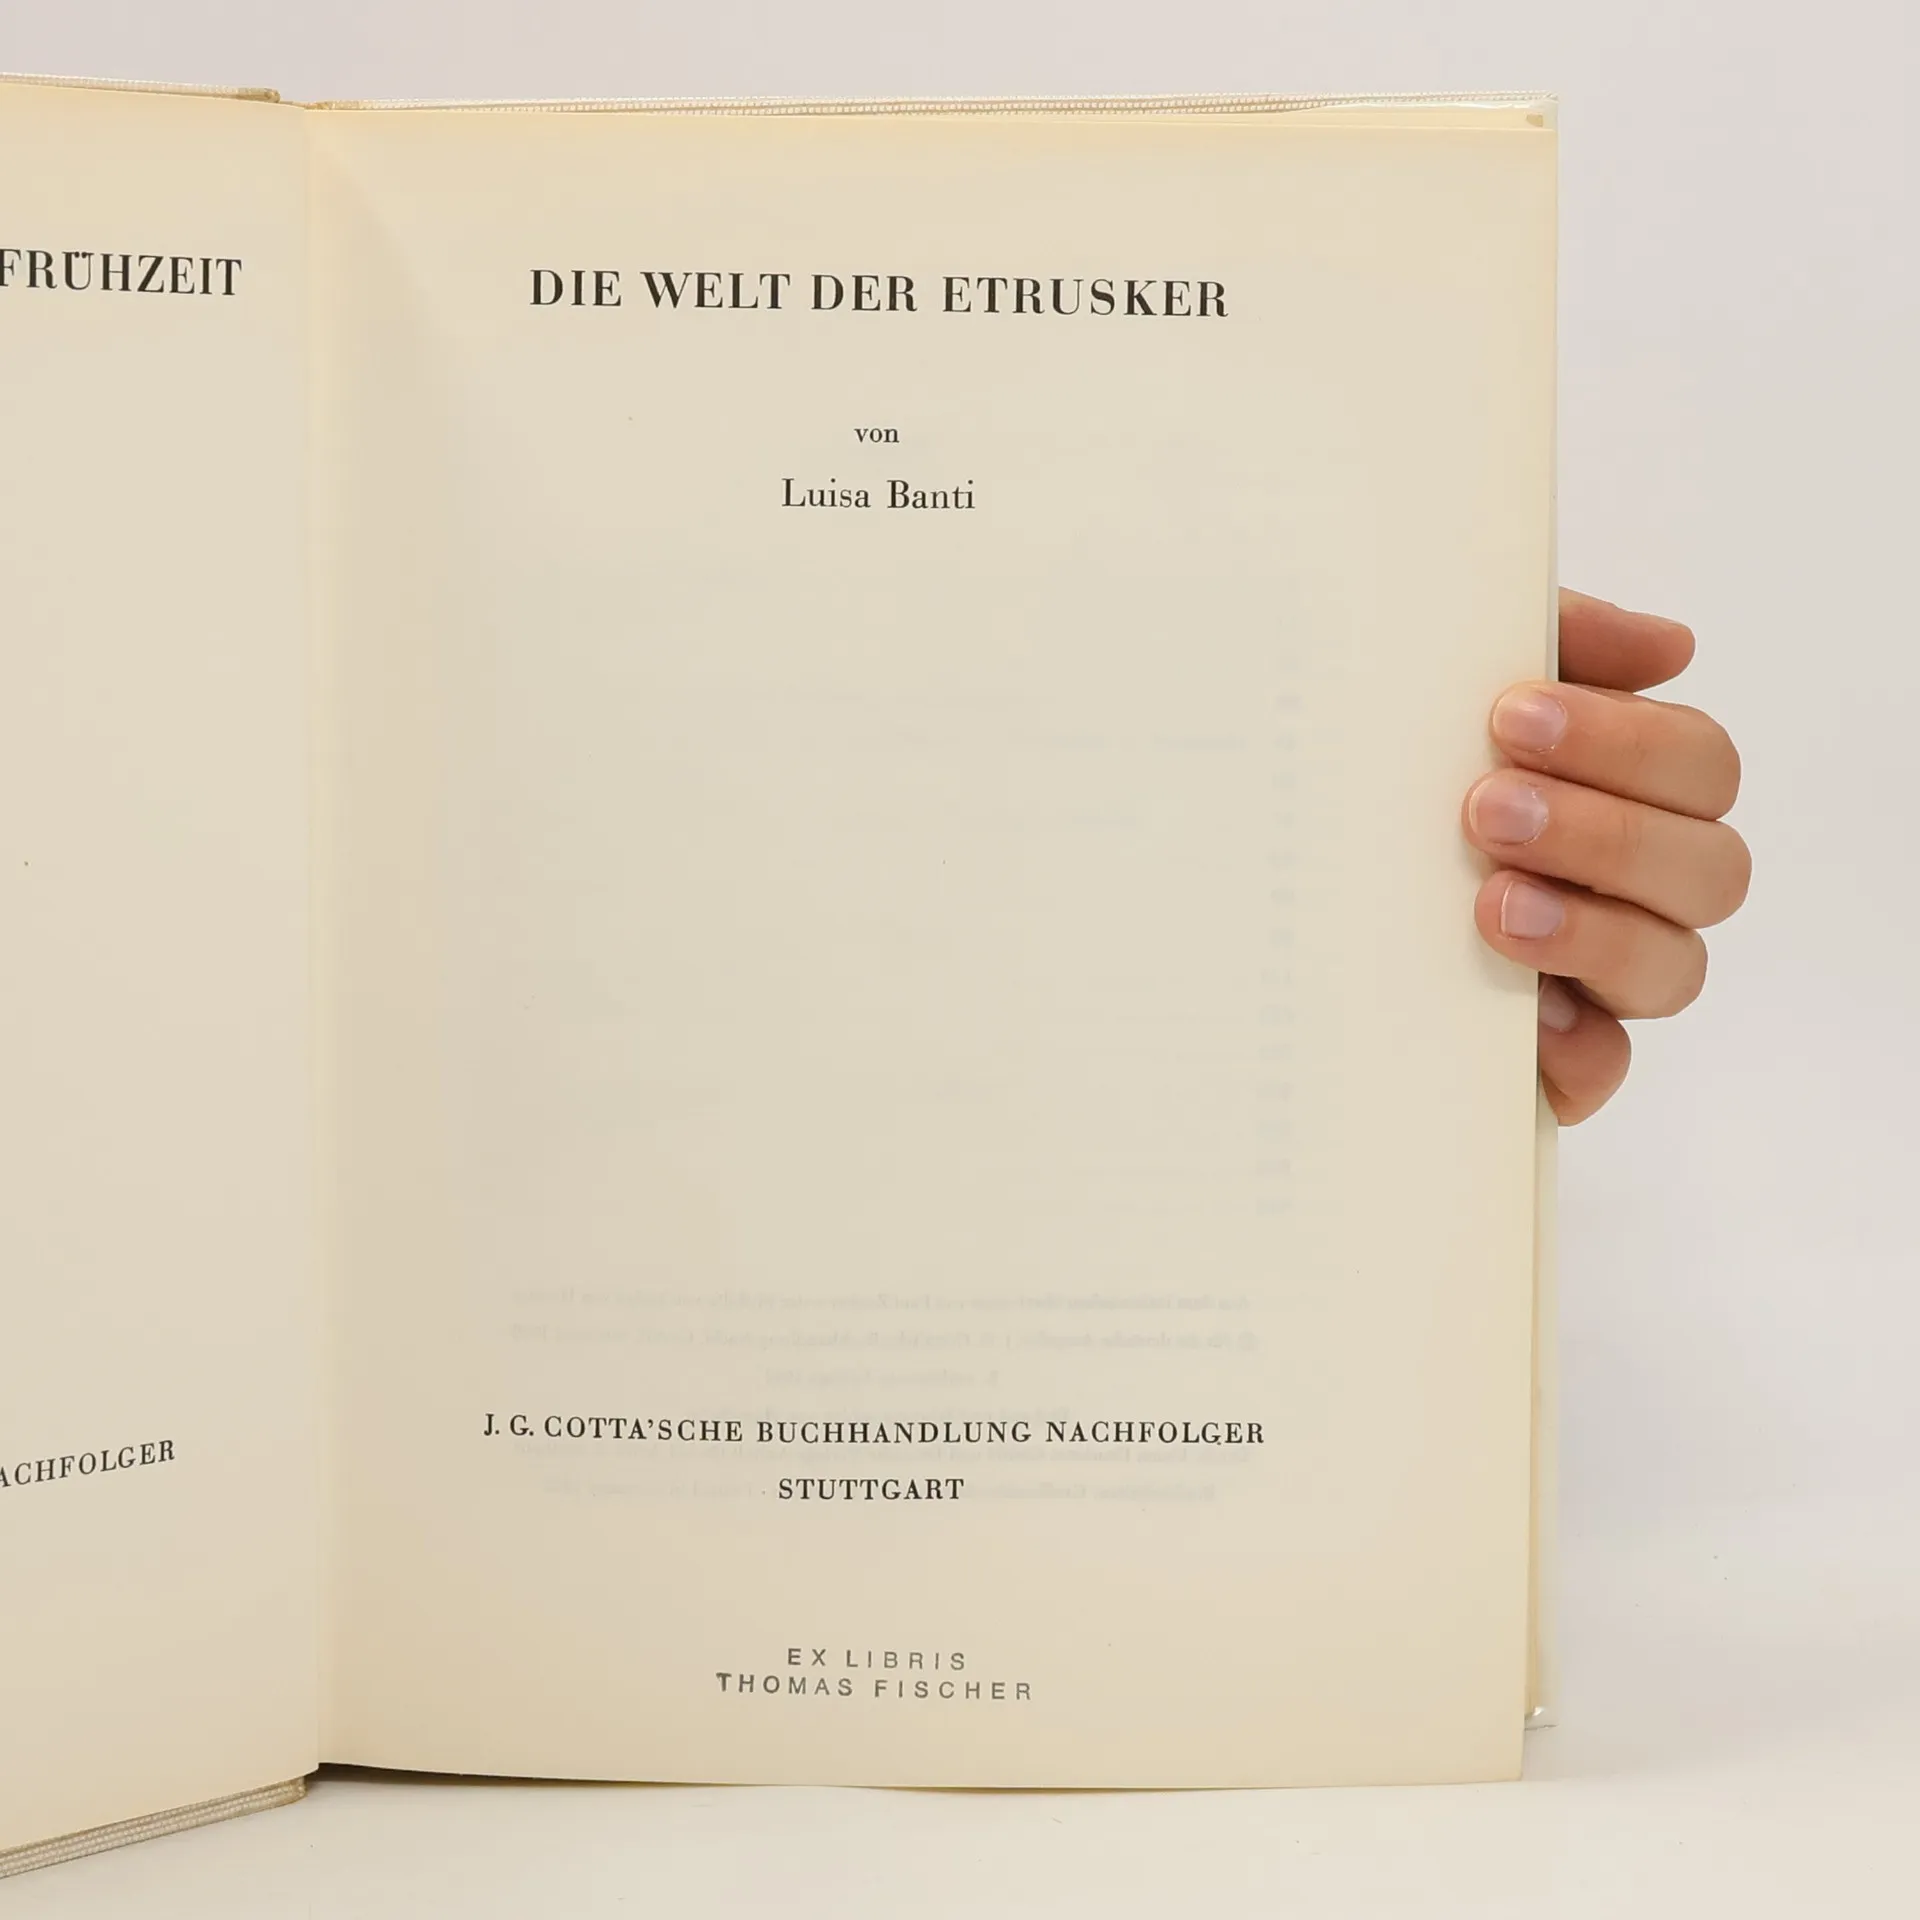 FRÜHZEIT
ACHFOLGER
DIE WELT DER ETRUSKER
von
Luisa Banti
J. G. COTTA’SCHE BUCHHANDLUNG NACHFOLGER
STUTTGART
EX LIBRIS
THOMAS FISCHER